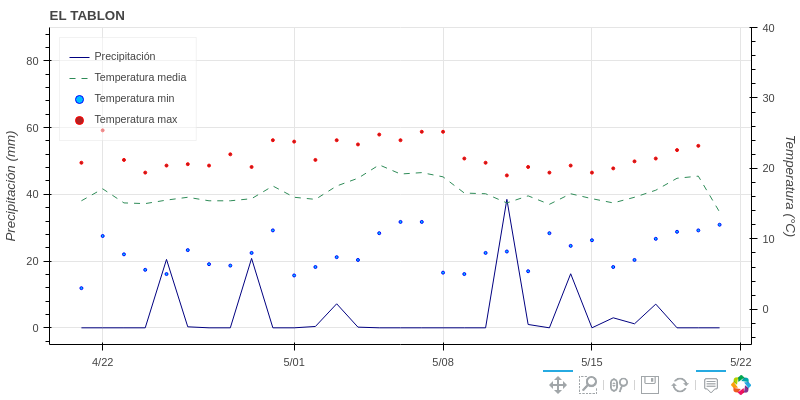 EL TABLON
Precipitación
Temperatura media
Temperatura min
Temperatura max
Precipitación (mm)
80
60
40
20
0
40
30
20
10
0
Temperatura (°C)
4/22
5/01
5/08
5/15
5/22